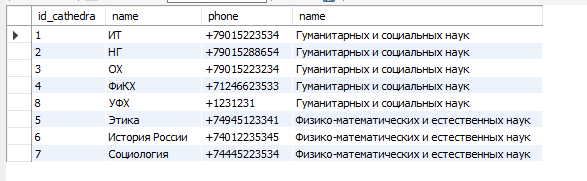 id_cathedra name phone name
1 ИТ +79015223534 Гуманитарных и социальных наук
2 НГ +79015288654 Гуманитарных и социальных наук
3 ОХ +79015223234 Гуманитарных и социальных наук
4 ФиКХ +71246623533 Гуманитарных и социальных наук
8 УФХ +1231231 Гуманитарных и социальных наук
5 Этика +74945123341 Физико-математических и естественных наук
6 История России +74012235345 Физико-математических и естественных наук
7 Социология +74445223534 Физико-математических и естественных наук